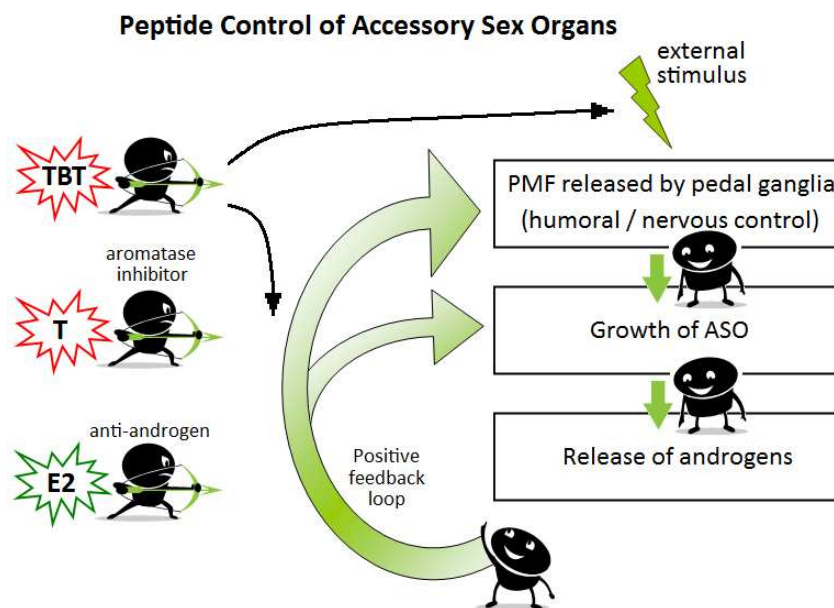 Peptide Control of Accessory Sex Organs
external
stimulus
TBT
PMF released by pedal ganglia
(humoral / nervous control)
aromatase
inhibitor
T
Growth of ASO
anti-androgen
E2
Positive
feedback
loop
Release of androgens